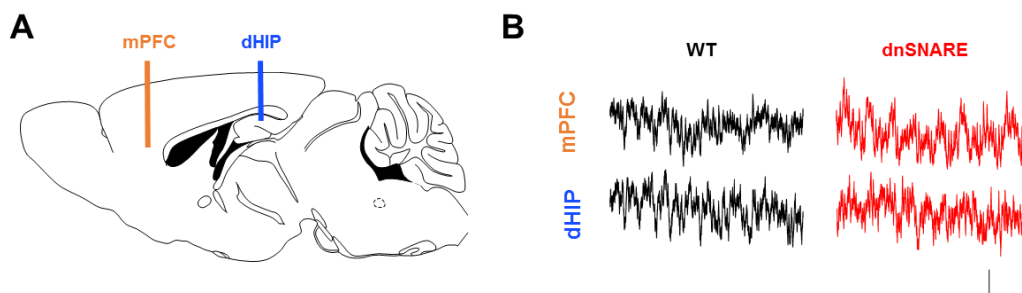 A
mPFC
dHIP
B
WT
dnSNARE
mPFC
dHIP